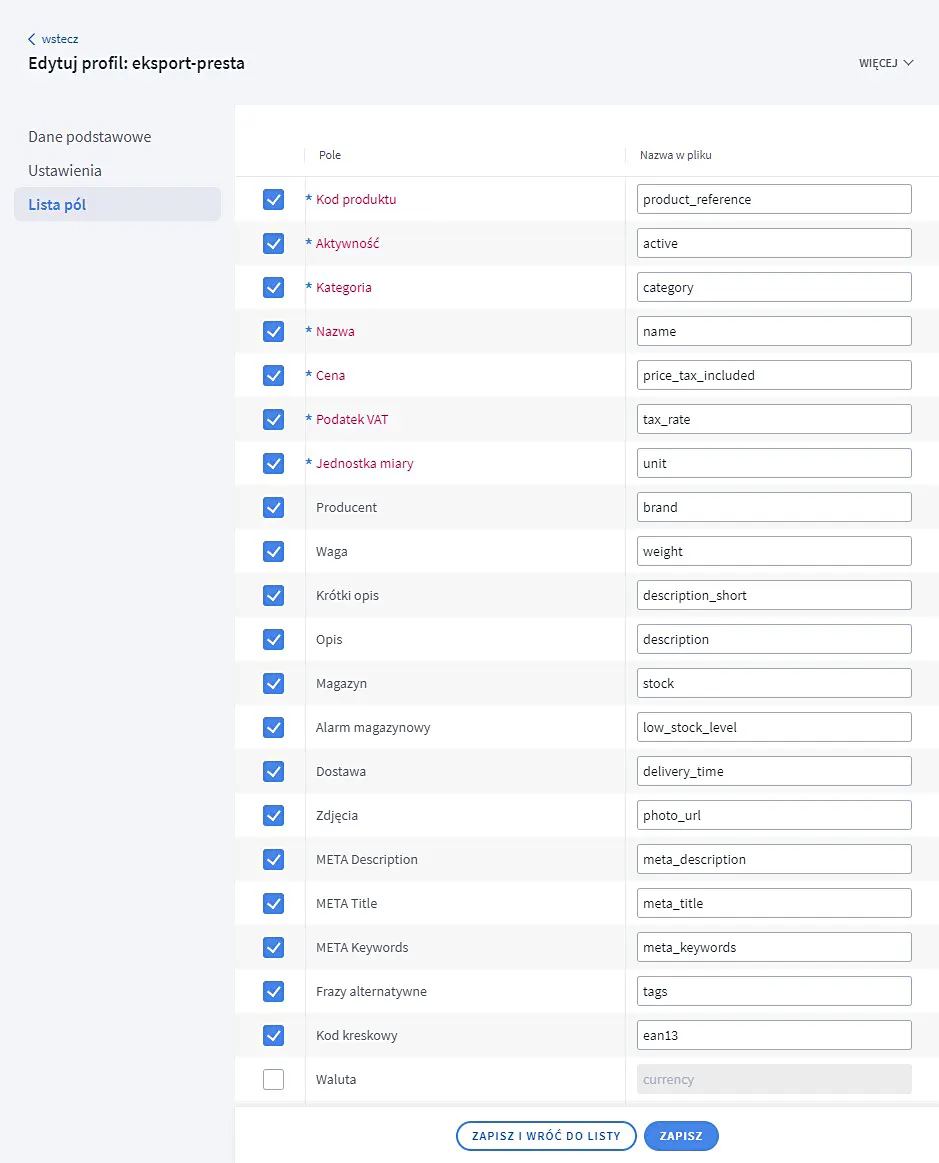 wstecz
Edytuj profil: eksport-presta
WIĘCEJ
Dane podstawowe
Ustawienia
Lista pól
Pole Nazwa w pliku
* Kod produktu product_reference
* Aktywność active
* Kategoria category
* Nazwa name
* Cena price_tax_included
* Podatek VAT tax_rate
* Jednostka miary unit
Producent brand
Waga weight
Krótki opis description_short
Opis description
Magazyn stock
Alarm magazynowy low_stock_level
Dostawa delivery_time
Zdjęcia photo_url
META Description meta_description
META Title meta_title
META Keywords meta_keywords
Frazy alternatywne tags
Kod kreskowy ean13
Waluta currency
ZAPISZ I WRÓĆ DO LISTY ZAPISZ